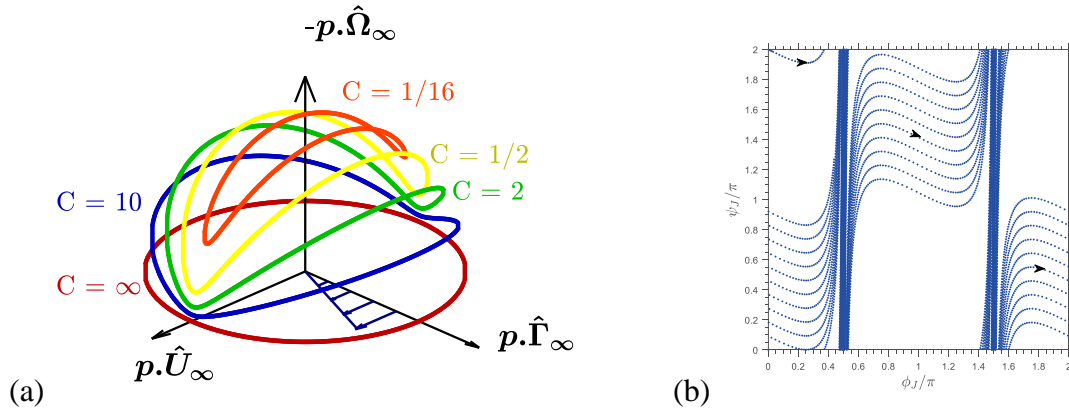 -p.Ω̂∞
C = 1/16
C = 1/2
C = 2
C = 10
C = ∞
p.Û∞
p.Γ̂∞
(a)
2
1.8
1.6
1.4
1.2
1
0.8
0.6
0.4
0.2
0
ψJ/π
0 0.2 0.4 0.6 0.8 1 1.2 1.4 1.6 1.8 2
ϕJ/π
(b)